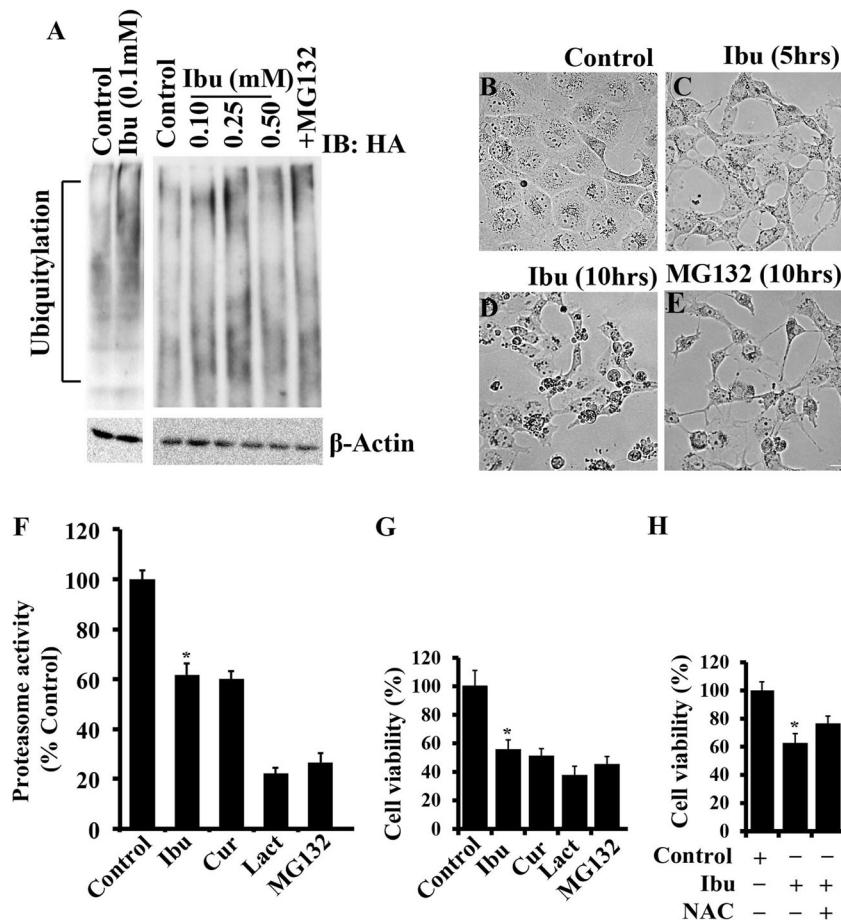 A
Control
Ibu (0.1mM)
Control
Ibu (mM)
0.10
0.25
0.50
+MG132
IB: HA
Ubiquitylation
β-Actin
Control
Ibu (5hrs)
B
C
Ibu (10hrs)
MG132 (10hrs)
D
E
F
Proteasome activity
(% Control)
120
100
80
60
40
20
0
*
Control
Ibu
Cur
Lact
MG132
G
Cell viability (%)
120
100
80
60
40
20
0
*
Control
Ibu
Cur
Lact
MG132
H
Cell viability (%)
120
100
80
60
40
20
0
*
Control + − −
Ibu − + +
NAC − − +